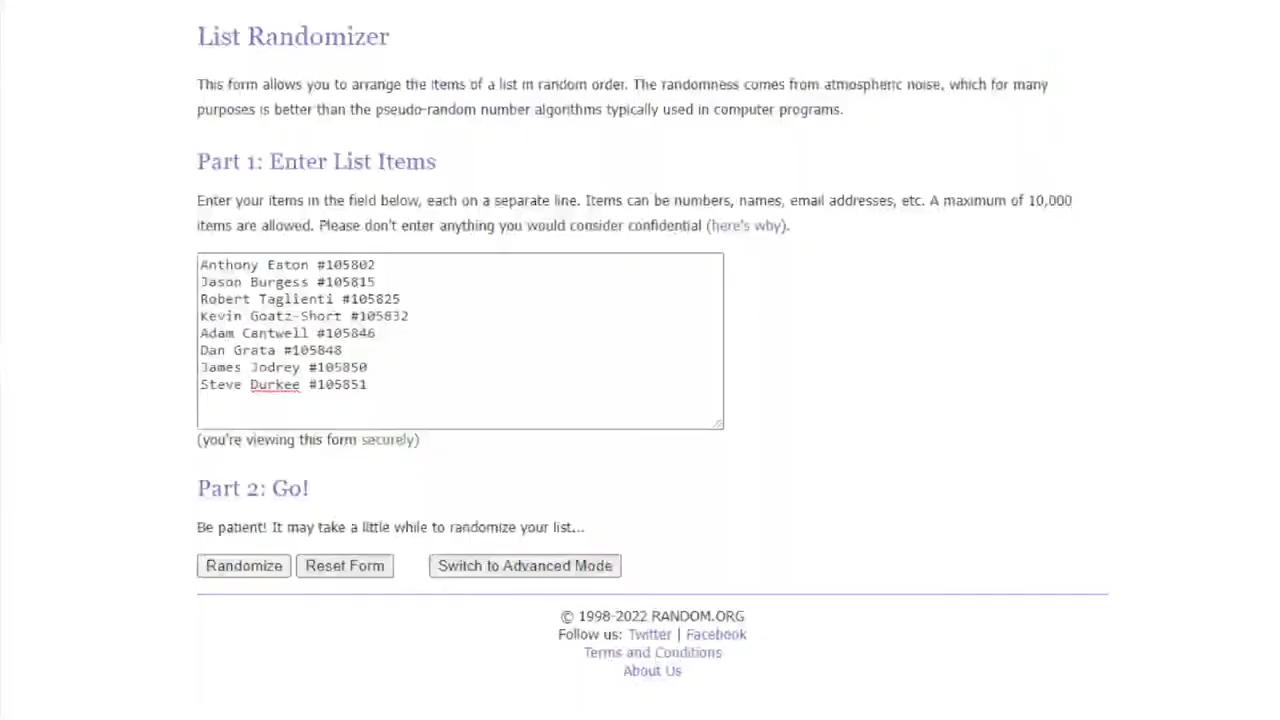 List Randomizer
This form allows you to arrange the items of a list in random order. The randomness comes from atmospheric noise, which for many
purposes is better than the pseudo-random number algorithms typically used in computer programs.
Part 1: Enter List Items
Enter your items in the field below, each on a separate line. Items can be numbers, names, email addresses, etc. A maximum of 10,000
items are allowed. Please don't enter anything you would consider confidential (here's why).
Anthony Eaton #105802
Jason Burgess #105815
Robert Taglienti #105825
Kevin Goatz-Short #105832
Adam Cantwell #105846
Dan Grata #105848
James Jodrey #105850
Steve Durkee #105851
(you're viewing this form securely)
Part 2: Go!
Be patient! It may take a little while to randomize your list...
Randomize Reset Form Switch to Advanced Mode
© 1998-2022 RANDOM.ORG
Follow us: Twitter | Facebook
Terms and Conditions
About Us